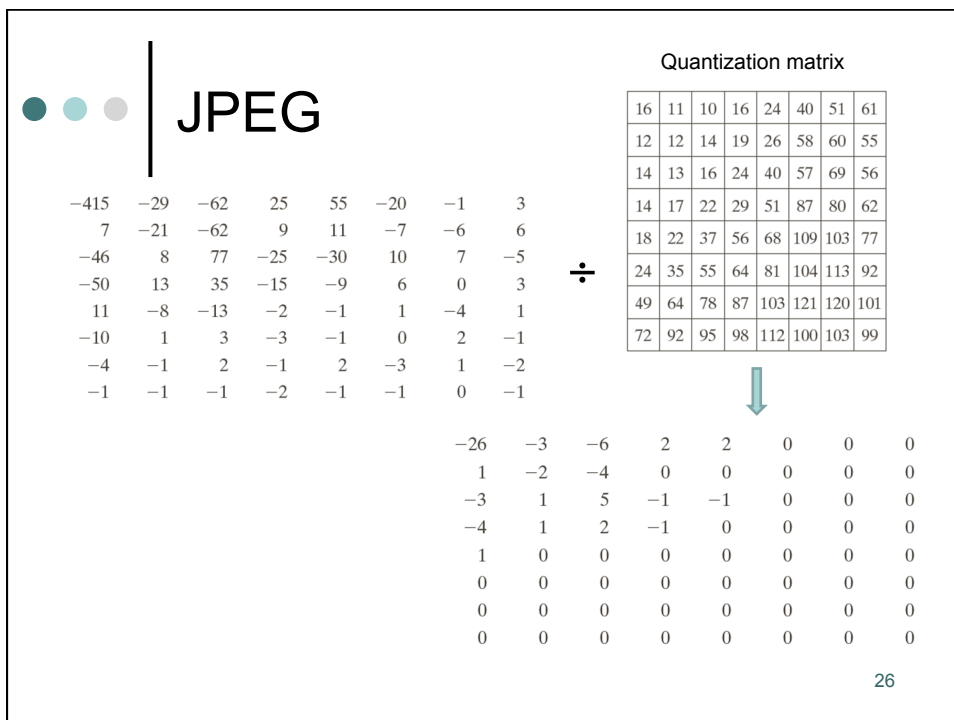 JPEG
Quantization matrix
16 11 10 16 24 40 51 61
12 12 14 19 26 58 60 55
14 13 16 24 40 57 69 56
14 17 22 29 51 87 80 62
18 22 37 56 68 109 103 77
24 35 55 64 81 104 113 92
49 64 78 87 103 121 120 101
72 92 95 98 112 100 103 99
−415 −29 −62 25 55 −20 −1 3
7 −21 −62 9 11 −7 −6 6
−46 8 77 −25 −30 10 7 −5
−50 13 35 −15 −9 6 0 3
11 −8 −13 −2 −1 1 −4 1
−10 1 3 −3 −1 0 2 −1
−4 −1 2 −1 2 −3 1 −2
−1 −1 −1 −2 −1 −1 0 −1
÷
−26 −3 −6 2 2 0 0 0
1 −2 −4 0 0 0 0 0
−3 1 5 −1 −1 0 0 0
−4 1 2 −1 0 0 0 0
1 0 0 0 0 0 0 0
0 0 0 0 0 0 0 0
0 0 0 0 0 0 0 0
0 0 0 0 0 0 0 0
26